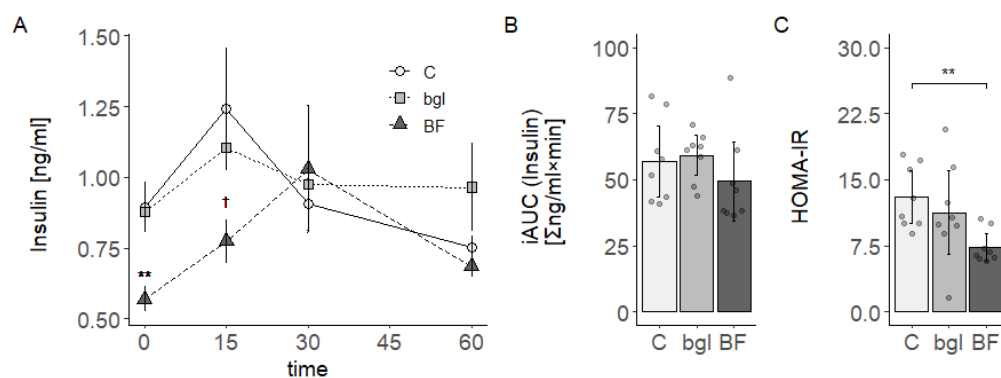 A
Insulin [ng/ml]
1.50
1.25
1.00
0.75
0.50
**
†
C
bgl
BF
0
15
30
45
60
time
B
iAUC (Insulin)
[Σng/ml×min]
100
75
50
25
0
C bgl BF
C
HOMA-IR
30.0
22.5
15.0
7.5
0.0
**
C bgl BF